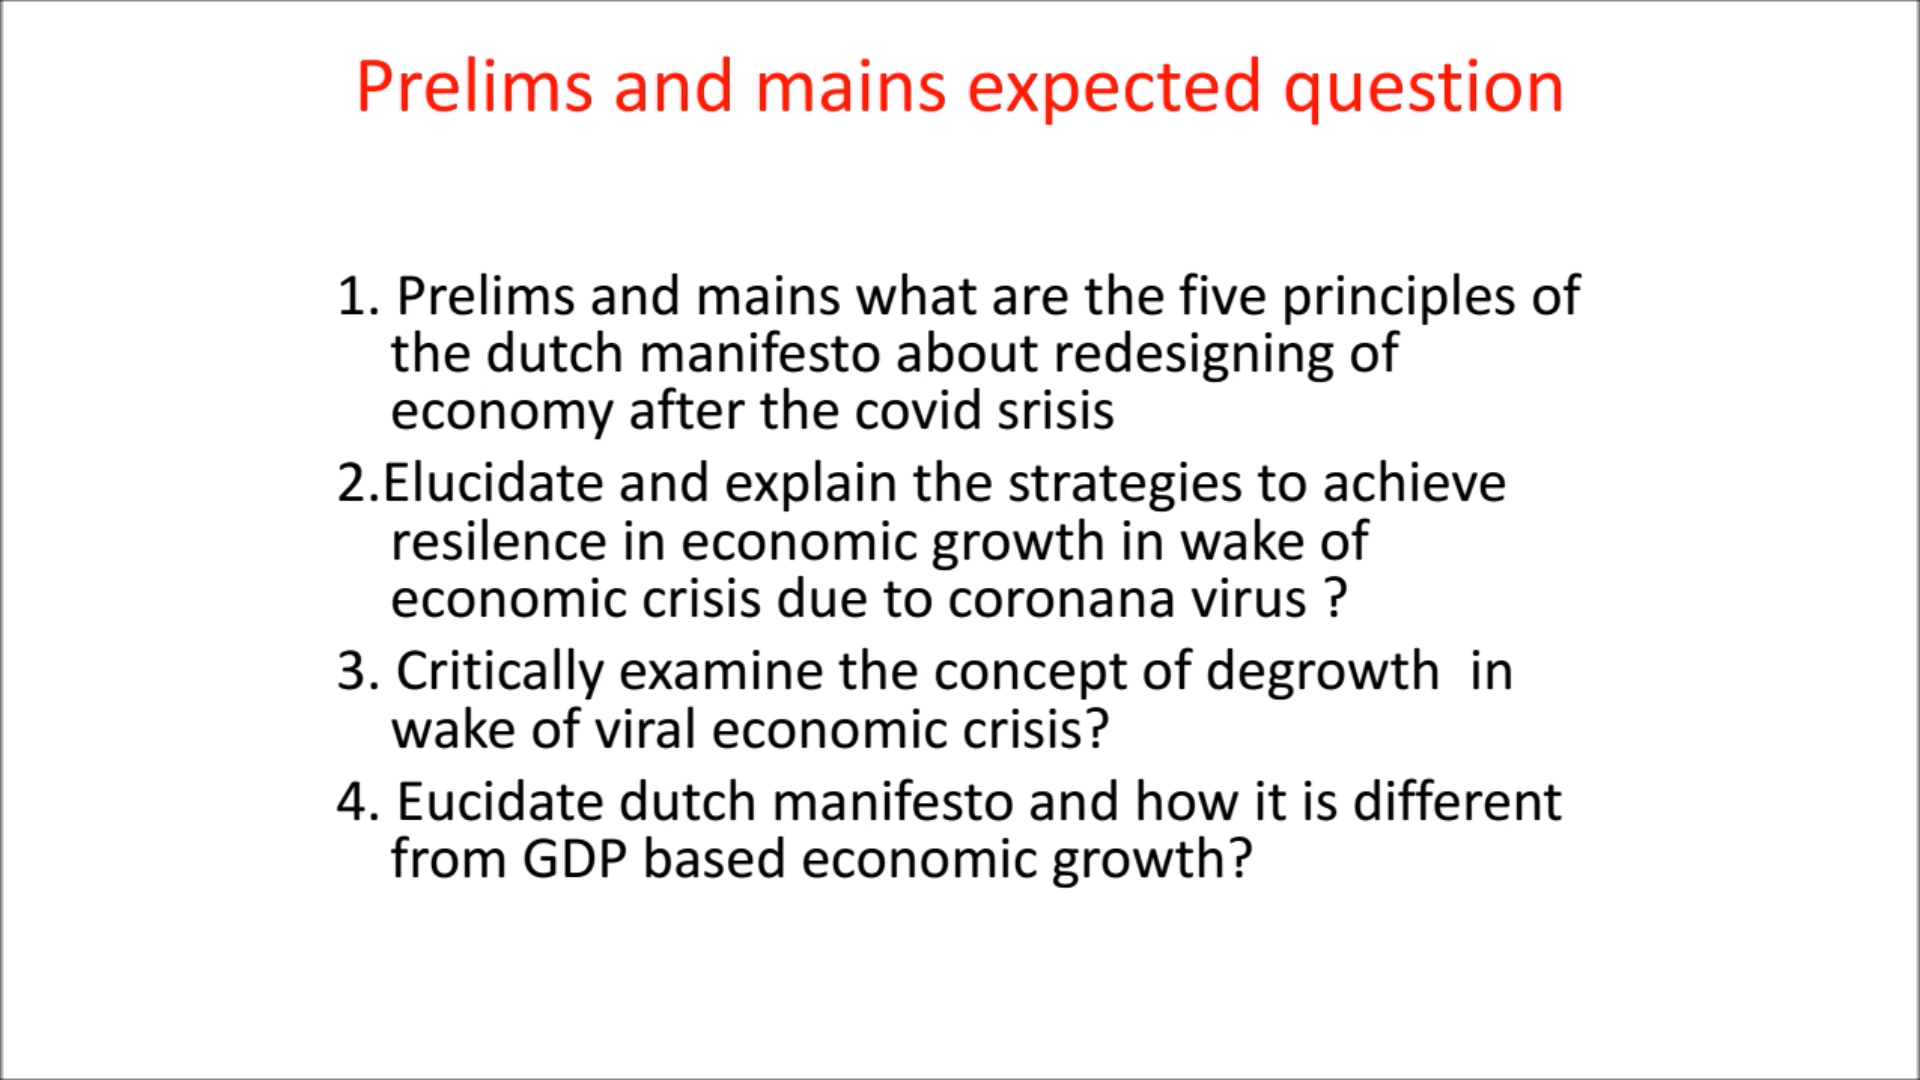 Prelims and mains expected question
1. Prelims and mains what are the five principles of
the dutch manifesto about redesigning of
economy after the covid srisis
2.Elucidate and explain the strategies to achieve
resilence in economic growth in wake of
economic crisis due to coronana virus ?
3. Critically examine the concept of degrowth  in
wake of viral economic crisis?
4. Eucidate dutch manifesto and how it is different
from GDP based economic growth?